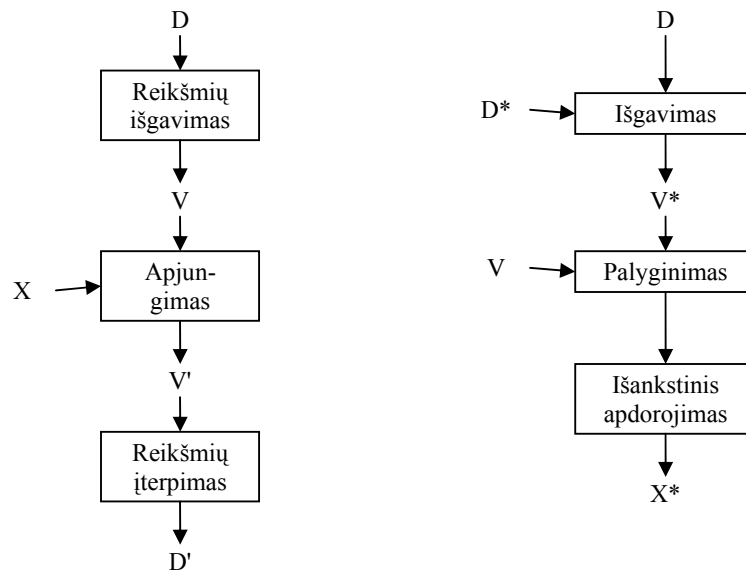 D
Reikšmių
išgavimas
V
X
Apjun-
gimas
V'
Reikšmių
įterpimas
D'
D
D*
Išgavimas
V*
V
Palyginimas
Išankstinis
apdorojimas
X*